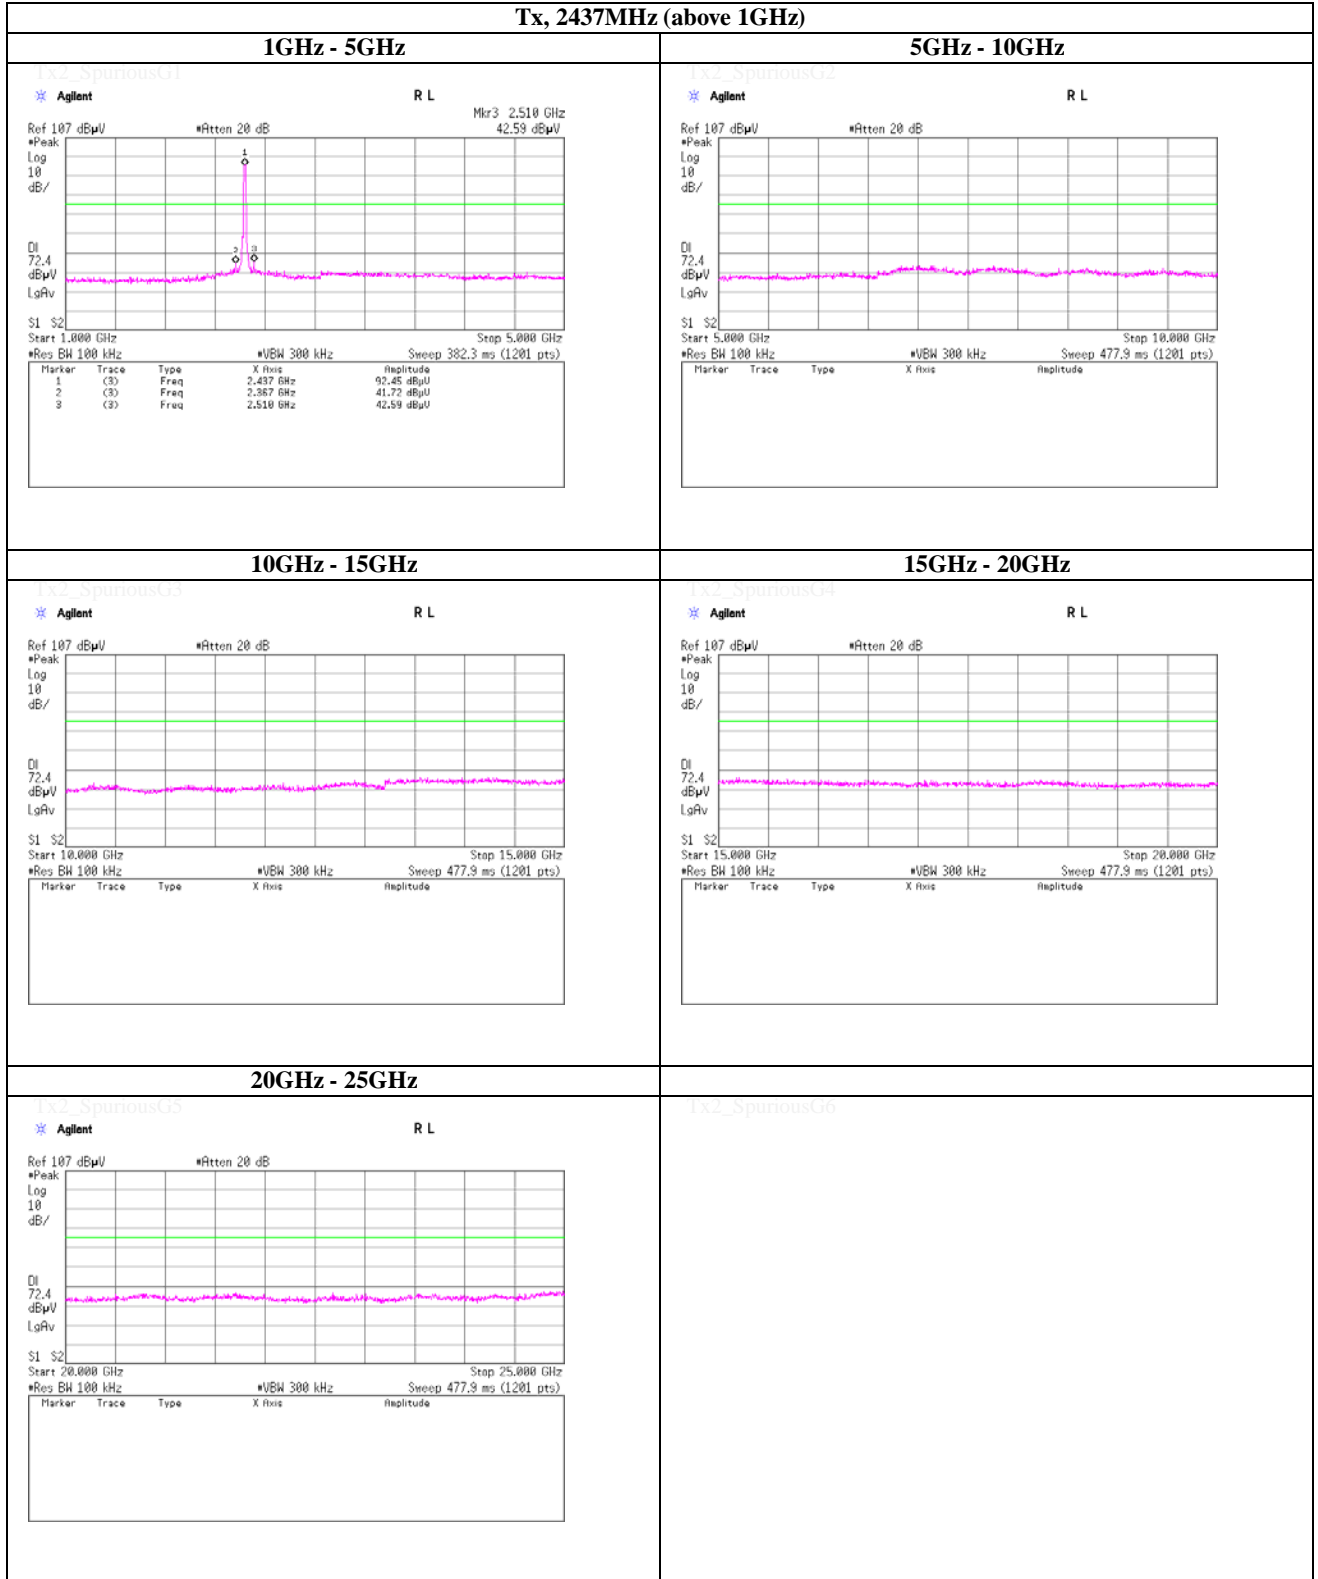 Tx, 2437MHz (above 1GHz)
1GHz - 5GHz
Tx2_SpuriousG1
Agilent
R L
Mkr3 2.510 GHz
Ref 107 dBµV
#Atten 20 dB
42.59 dBµV
#Peak
Log
10
dB/
1
2
3
DI
72.4
dBµV
LgAv
S1 S2
Start 1.000 GHz
Stop 5.000 GHz
#Res BW 100 kHz
#VBW 300 kHz
Sweep 382.3 ms (1201 pts)
Marker Trace Type X Axis Amplitude
1 (3) Freq 2.437 GHz 92.45 dBµV
2 (3) Freq 2.367 GHz 41.72 dBµV
3 (3) Freq 2.510 GHz 42.59 dBµV
5GHz - 10GHz
Tx2_SpuriousG2
Agilent
R L
Ref 107 dBµV
#Atten 20 dB
#Peak
Log
10
dB/
DI
72.4
dBµV
LgAv
S1 S2
Start 5.000 GHz
Stop 10.000 GHz
#Res BW 100 kHz
#VBW 300 kHz
Sweep 477.9 ms (1201 pts)
Marker Trace Type X Axis Amplitude
10GHz - 15GHz
Tx2_SpuriousG3
Agilent
R L
Ref 107 dBµV
#Atten 20 dB
#Peak
Log
10
dB/
DI
72.4
dBµV
LgAv
S1 S2
Start 10.000 GHz
Stop 15.000 GHz
#Res BW 100 kHz
#VBW 300 kHz
Sweep 477.9 ms (1201 pts)
Marker Trace Type X Axis Amplitude
15GHz - 20GHz
Tx2_SpuriousG4
Agilent
R L
Ref 107 dBµV
#Atten 20 dB
#Peak
Log
10
dB/
DI
72.4
dBµV
LgAv
S1 S2
Start 15.000 GHz
Stop 20.000 GHz
#Res BW 100 kHz
#VBW 300 kHz
Sweep 477.9 ms (1201 pts)
Marker Trace Type X Axis Amplitude
20GHz - 25GHz
Tx2_SpuriousG5
Agilent
R L
Ref 107 dBµV
#Atten 20 dB
#Peak
Log
10
dB/
DI
72.4
dBµV
LgAv
S1 S2
Start 20.000 GHz
Stop 25.000 GHz
#Res BW 100 kHz
#VBW 300 kHz
Sweep 477.9 ms (1201 pts)
Marker Trace Type X Axis Amplitude
Tx2_SpuriousG6